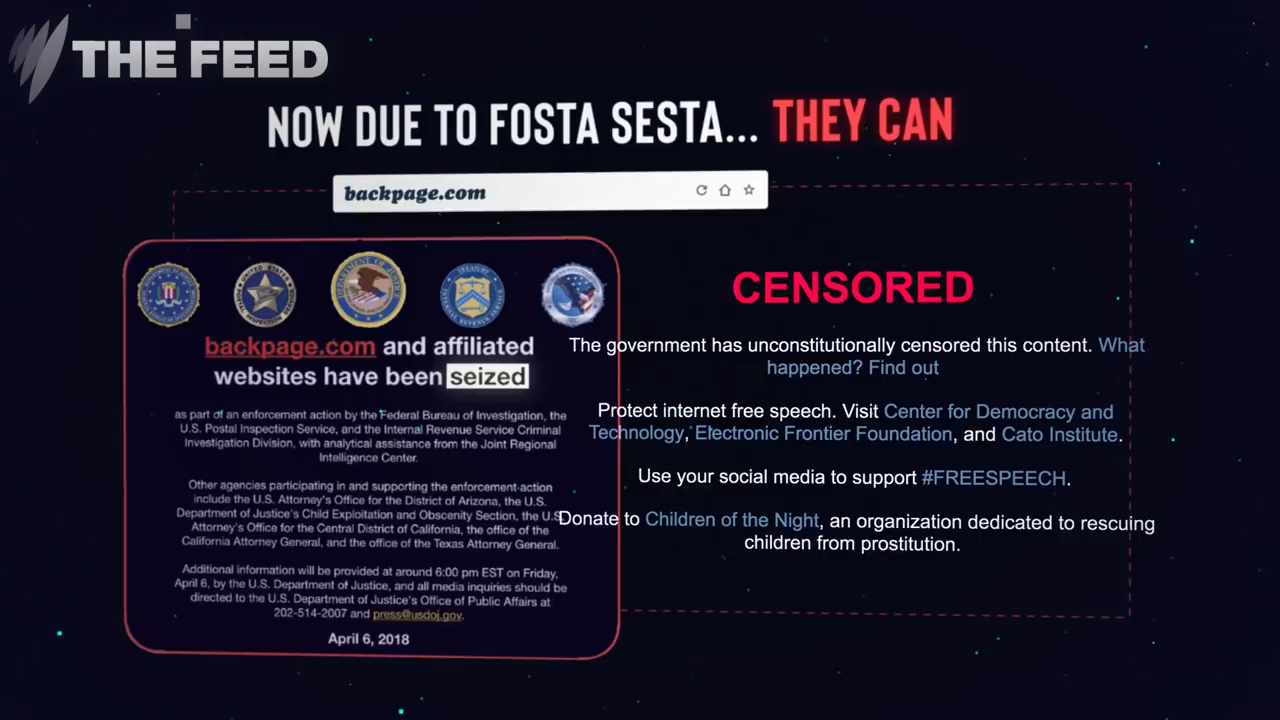 THE FEED
NOW DUE TO FOSTA SESTA... THEY CAN
backpage.com
backpage.com and affiliated
websites have been seized
as part of an enforcement action by the Federal Bureau of Investigation, the
U.S. Postal Inspection Service, and the Internal Revenue Service Criminal
Investigation Division, with analytical assistance from the Joint Regional
Intelligence Center.
Other agencies participating in and supporting the enforcement action
include the U.S. Attorney's Office for the District of Arizona, the U.S.
Department of Justice's Child Exploitation and Obscenity Section, the U.S.
Attorney's Office for the Central District of California, the office of the
California Attorney General, and the office of the Texas Attorney General.
Additional information will be provided at around 6:00 pm EST on Friday,
April 6, by the U.S. Department of Justice, and all media inquiries should be
directed to the U.S. Department of Justice's Office of Public Affairs at
202-514-2007 and press@usdoj.gov.
April 6, 2018
CENSORED
The government has unconstitutionally censored this content. What
happened? Find out
Protect internet free speech. Visit Center for Democracy and
Technology, Electronic Frontier Foundation, and Cato Institute.
Use your social media to support #FREESPEECH.
Donate to Children of the Night, an organization dedicated to rescuing
children from prostitution.